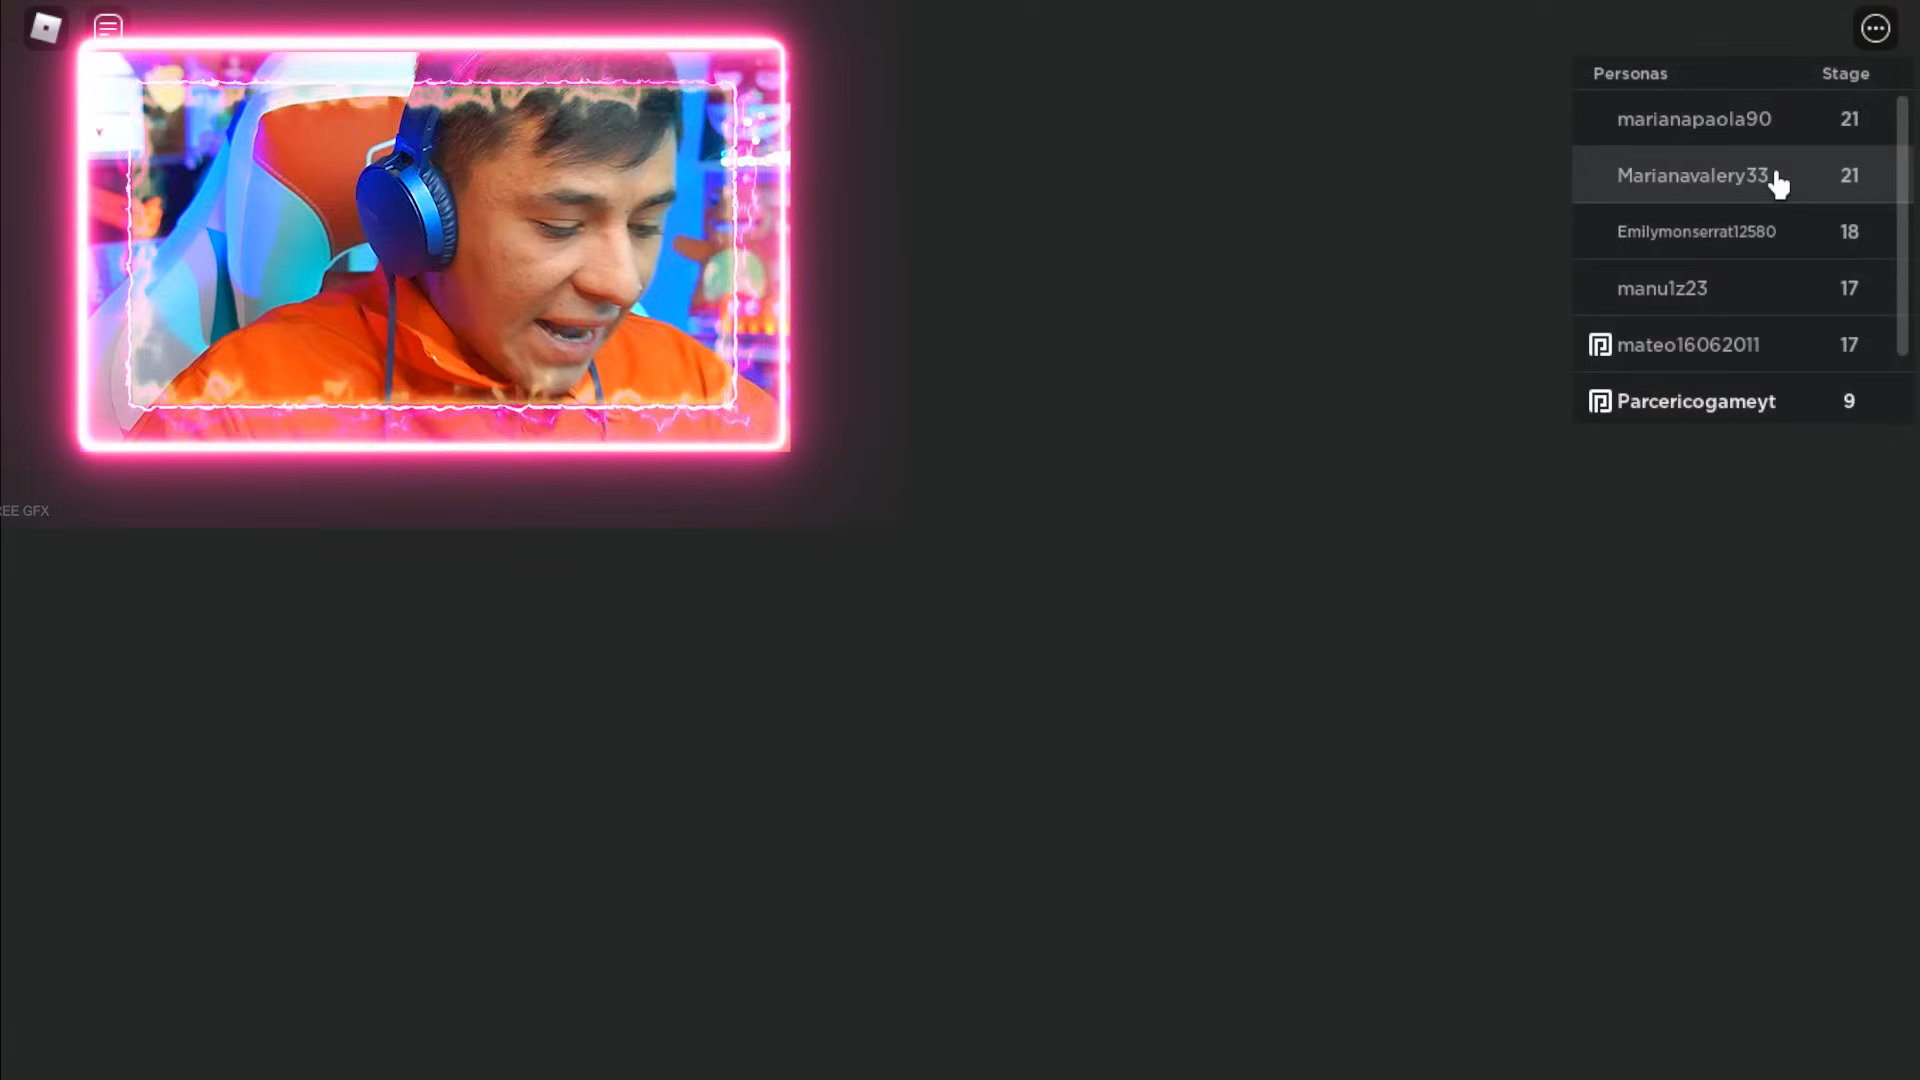 Personas Stage
marianapaola90 21
Marianavalery33 21
Emilymonserrat12580 18
manu1z23 17
mateo16062011 17
Parcericogameyt 9
EE GFX